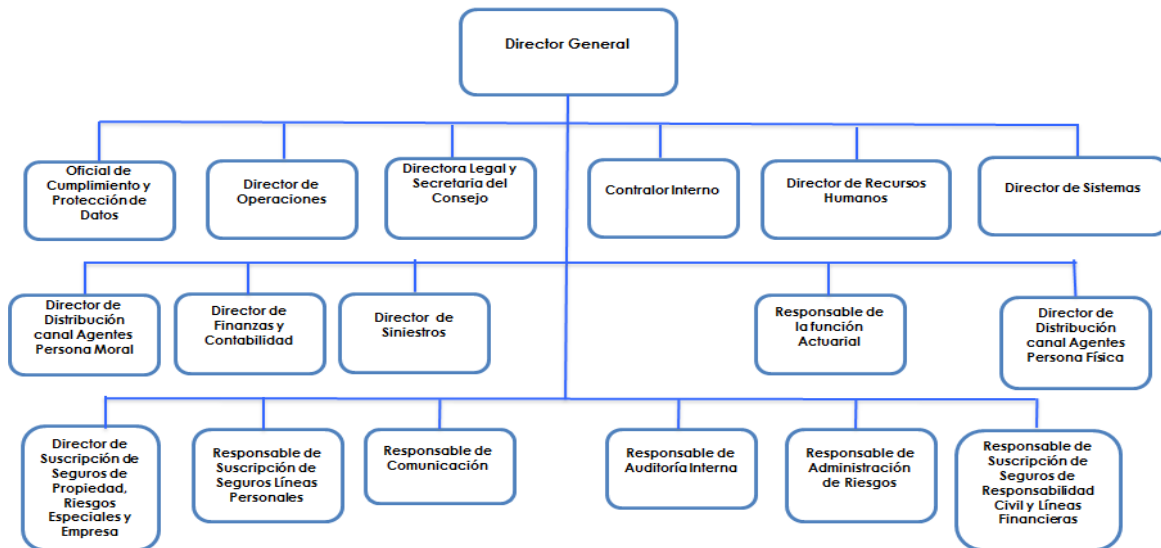 Director General
Oficial de
Cumplimiento y
Protección de
Datos
Director de
Operaciones
Directora Legal y
Secretaria del
Consejo
Contralor Interno
Director de Recursos
Humanos
Director de Sistemas
Director de
Distribución
canal Agentes
Persona Moral
Director de
Finanzas y
Contabilidad
Director de
Siniestros
Responsable de
la función
Actuarial
Director de
Distribución
canal Agentes
Persona Física
Director de
Suscripción de
Seguros de
Propiedad,
Riesgos
Especiales y
Empresa
Responsable de
Suscripción de
Seguros Líneas
Personales
Responsable de
Comunicación
Responsable de
Auditoría Interna
Responsable de
Administración
de Riesgos
Responsable de
Suscripción de
Seguros de
Responsabilidad
Civil y Líneas
Financieras